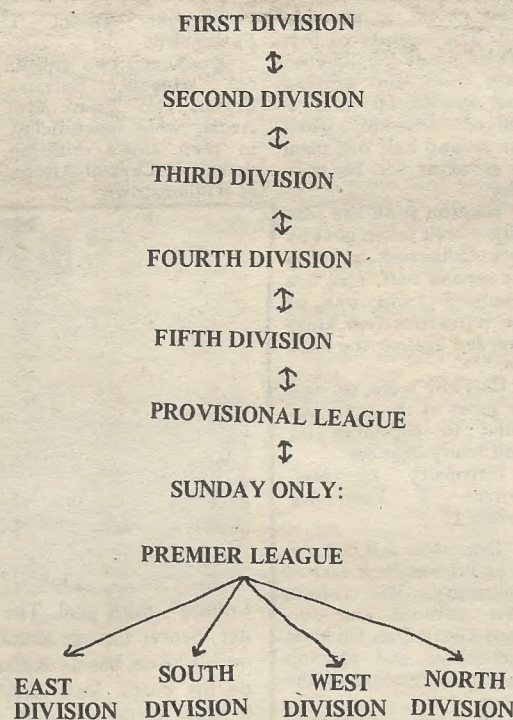 FIRST DIVISION
SECOND DIVISION
THIRD DIVISION
FOURTH DIVISION
FIFTH DIVISION
PROVISIONAL LEAGUE
SUNDAY ONLY:
PREMIER LEAGUE
EAST DIVISION
SOUTH DIVISION
WEST DIVISION
NORTH DIVISION